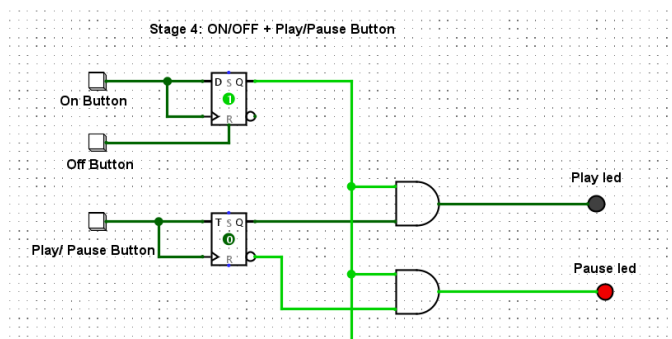 Stage 4: ON/OFF + Play/Pause Button
D S Q
1
R
On Button
Off Button
Play led
T S Q
0
R
Play/ Pause Button
Pause led